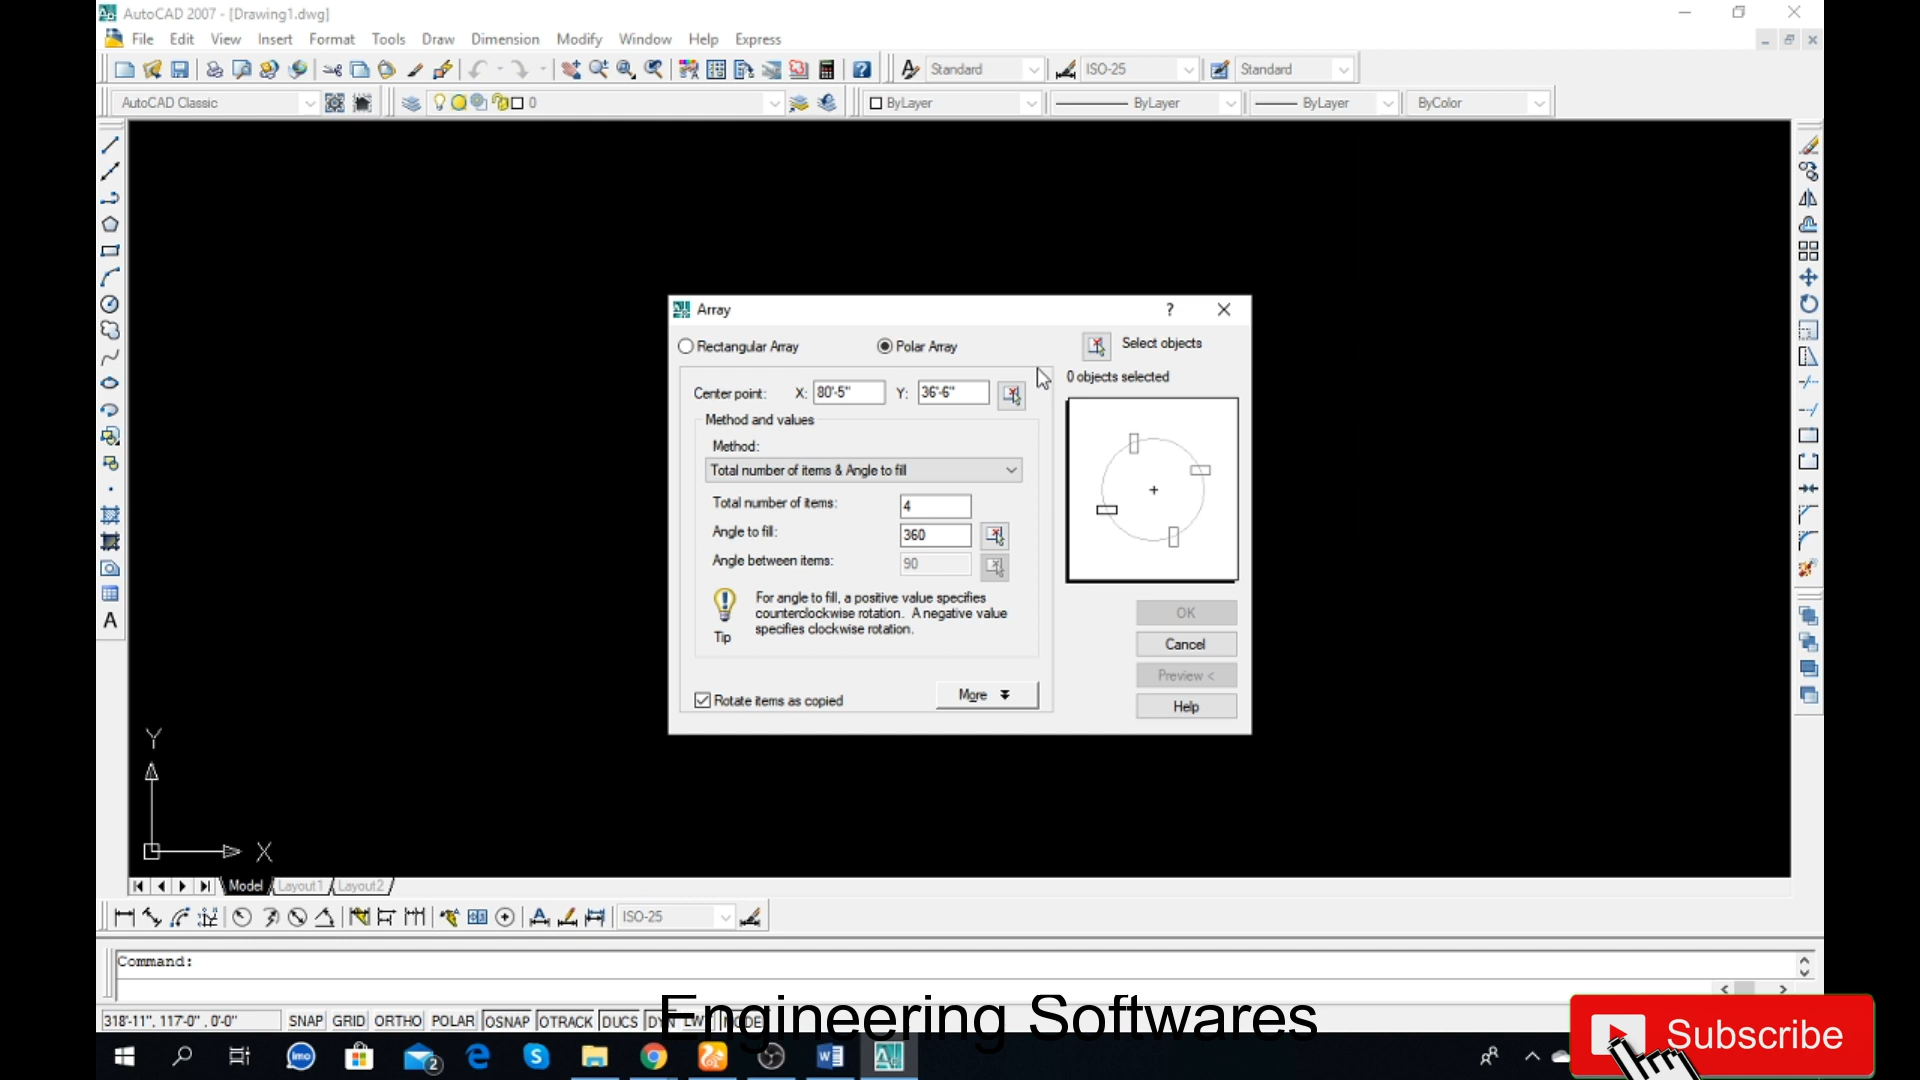 AutoCAD 2007 - [Drawing1.dwg]
File Edit View Insert Format Tools Draw Dimension Modify Window Help Express
Standard ISO-25 Standard
AutoCAD Classic 0 ByLayer ByLayer ByLayer ByColor
Array ?
Rectangular Array Polar Array Select objects
0 objects selected
Center point: X: 80'-5" Y: 36'-6"
Method and values
Method:
Total number of items & Angle to fill
Total number of items: 4
Angle to fill: 360
Angle between items: 90
For angle to fill, a positive value specifies
counterclockwise rotation. A negative value
specifies clockwise rotation.
Tip
OK
Cancel
Preview <
Help
Rotate items as copied More
A
Y
X
Model Layout1 Layout2
ISO-25
Command:
318'-11", 117'-0" , 0'-0" SNAP GRID ORTHO POLAR OSNAP OTRACK DUCS DYN LWT MODEL
Engineering Softwares
Subscribe
imo
2